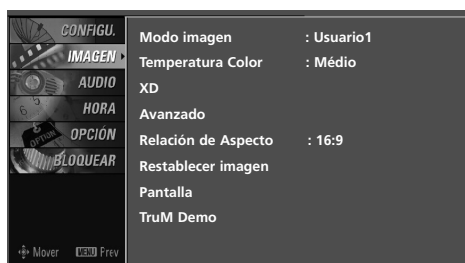 CONFIGU.
IMAGEN
AUDIO
HORA
OPCIÓN
BLOQUEAR
Mover MENU Prev
Modo imagen : Usuario1
Temperatura Color : Médio
XD
Avanzado
Relación de Aspecto : 16:9
Restablecer imagen
Pantalla
TruM Demo